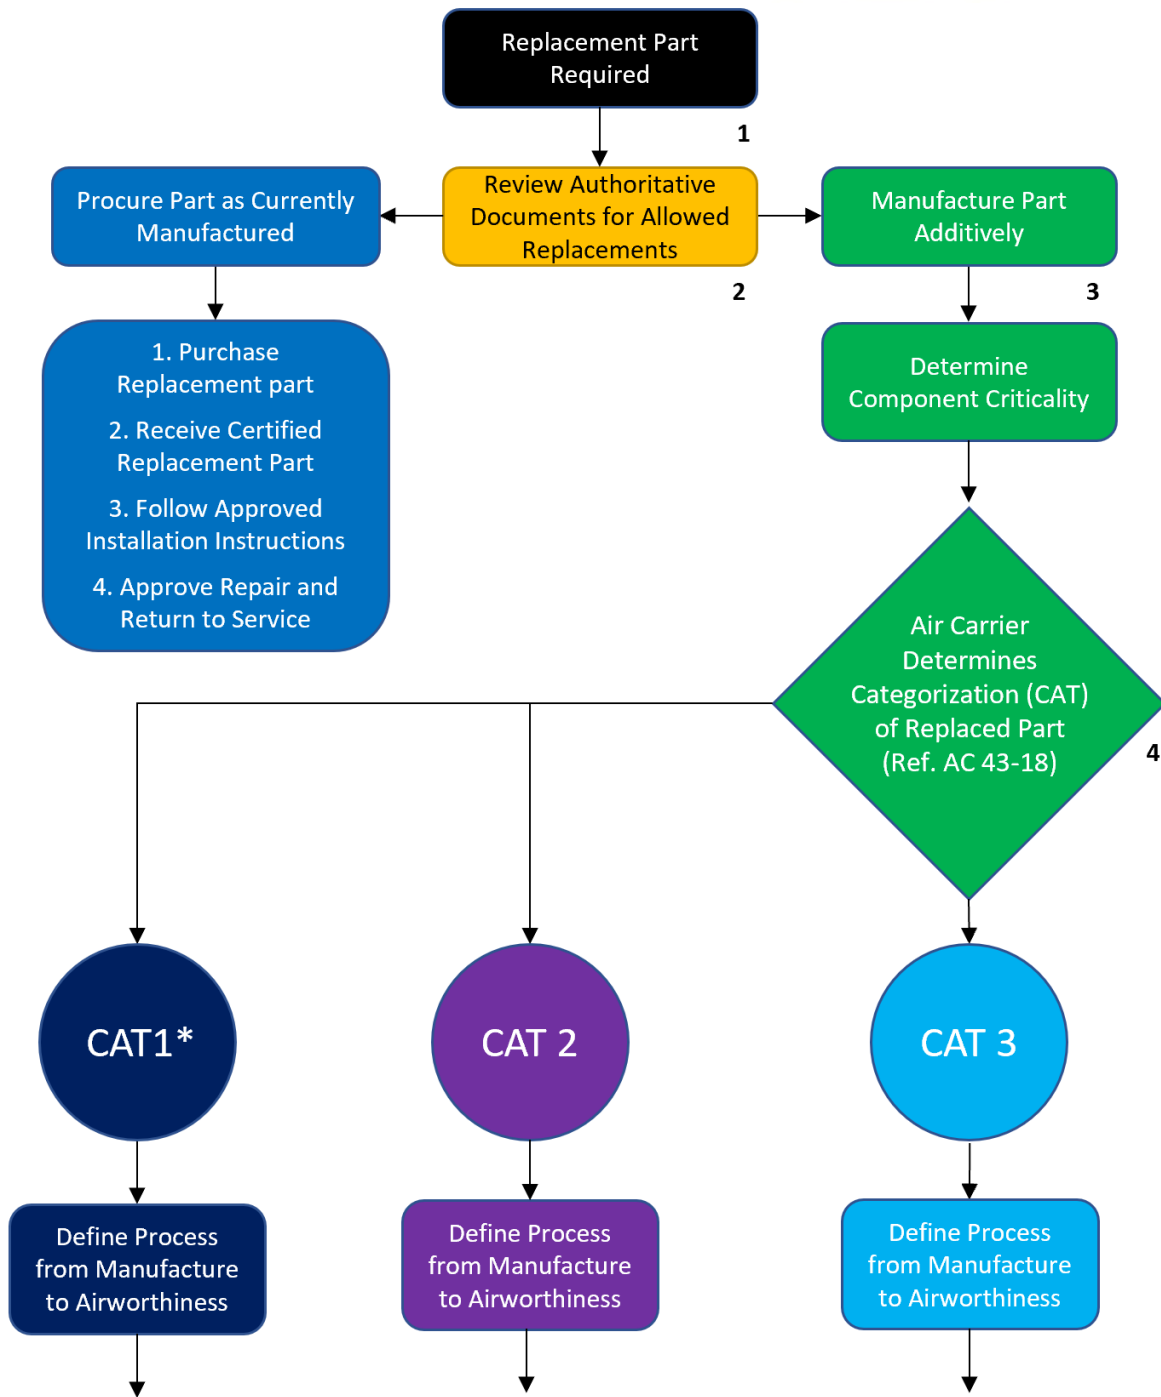 Replacement Part
Required
1
Procure Part as Currently
Manufactured
Review Authoritative
Documents for Allowed
Replacements
Manufacture Part
Additively
2
3
1. Purchase
Replacement part
2. Receive Certified
Replacement Part
3. Follow Approved
Installation Instructions
4. Approve Repair and
Return to Service
Determine
Component Criticality
Air Carrier
Determines
Categorization (CAT)
of Replaced Part
(Ref. AC 43-18)
4
CAT1*
CAT 2
CAT 3
Define Process
from Manufacture
to Airworthiness
Define Process
from Manufacture
to Airworthiness
Define Process
from Manufacture
to Airworthiness